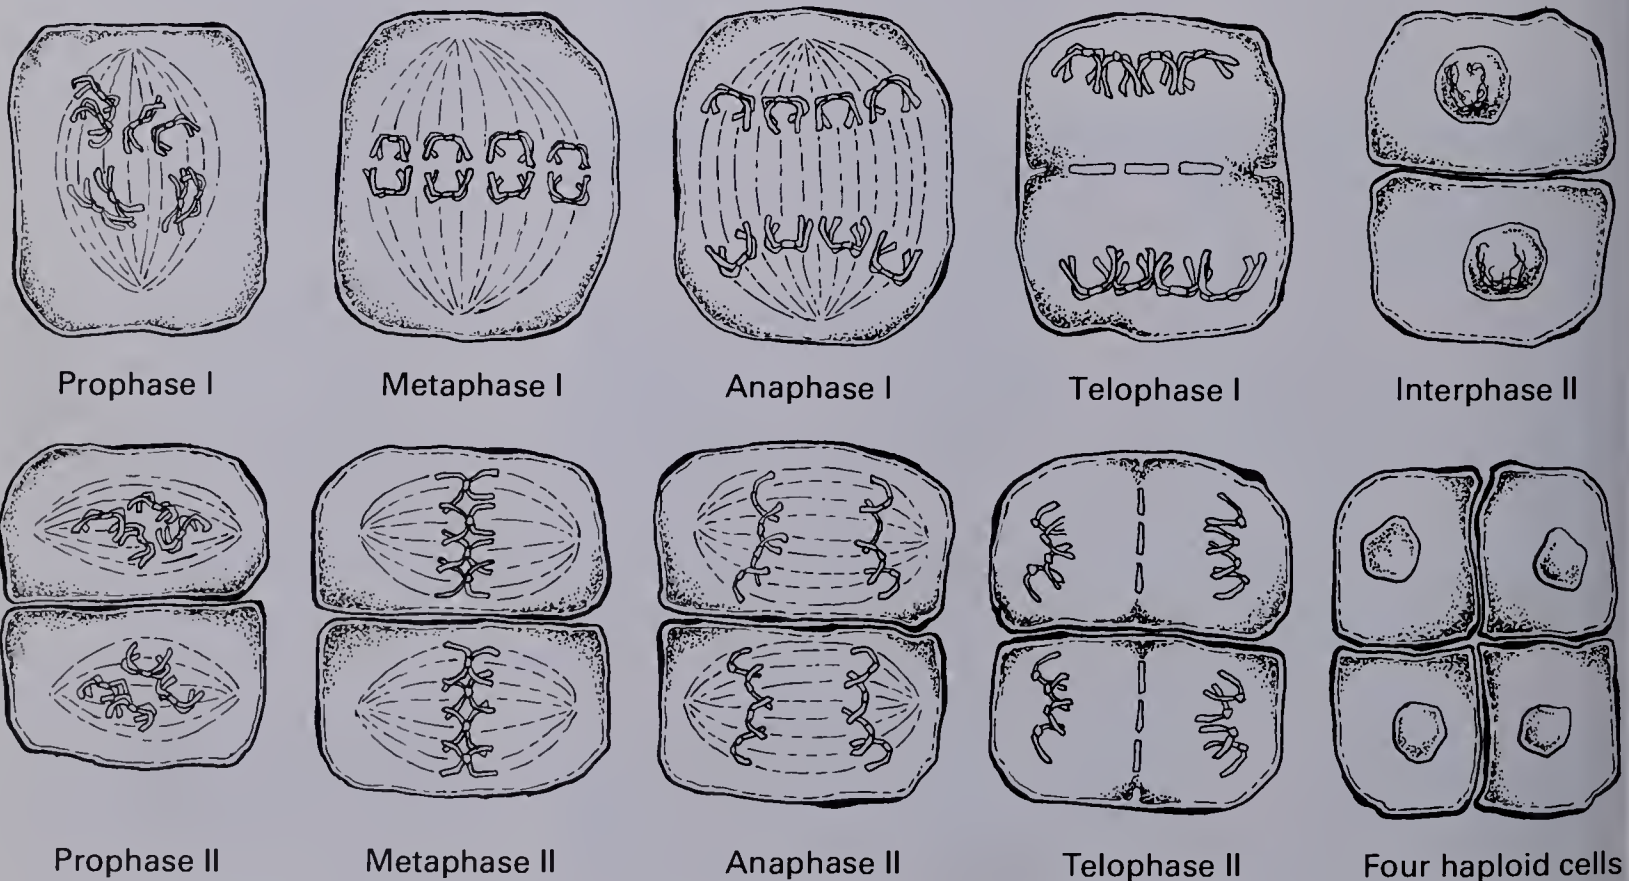 Prophase I
Metaphase I
Anaphase I
Telophase I
Interphase II
Prophase II
Metaphase II
Anaphase II
Telophase II
Four haploid cells